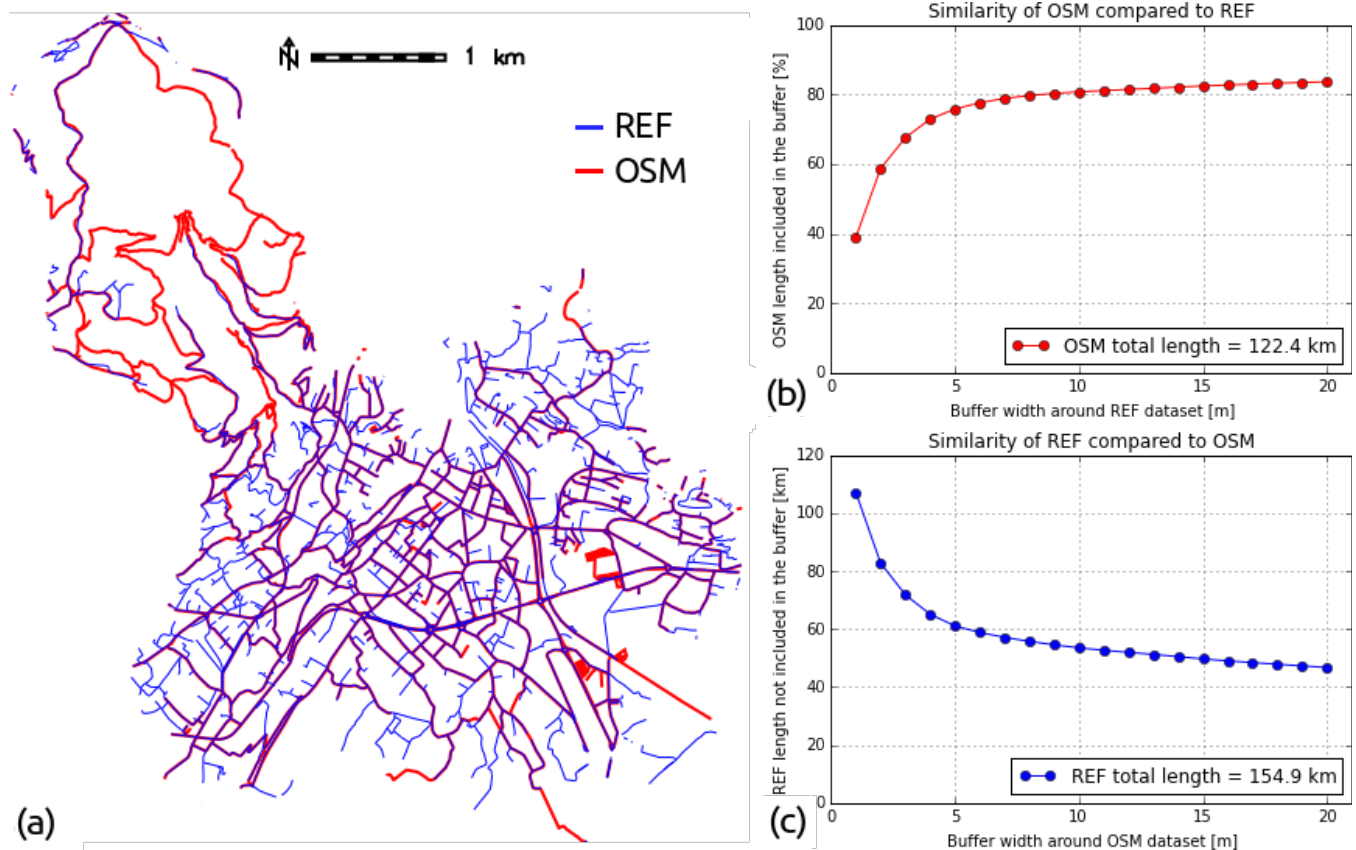 N
1 km
REF
OSM
(a)
Similarity of OSM compared to REF
OSM length included in the buffer [%]
100
80
60
40
20
0
0 5 10 15 20
OSM total length = 122.4 km
Buffer width around REF dataset [m]
(b)
Similarity of REF compared to OSM
REF length not included in the buffer [km]
120
100
80
60
40
20
0
0 5 10 15 20
REF total length = 154.9 km
Buffer width around OSM dataset [m]
(c)